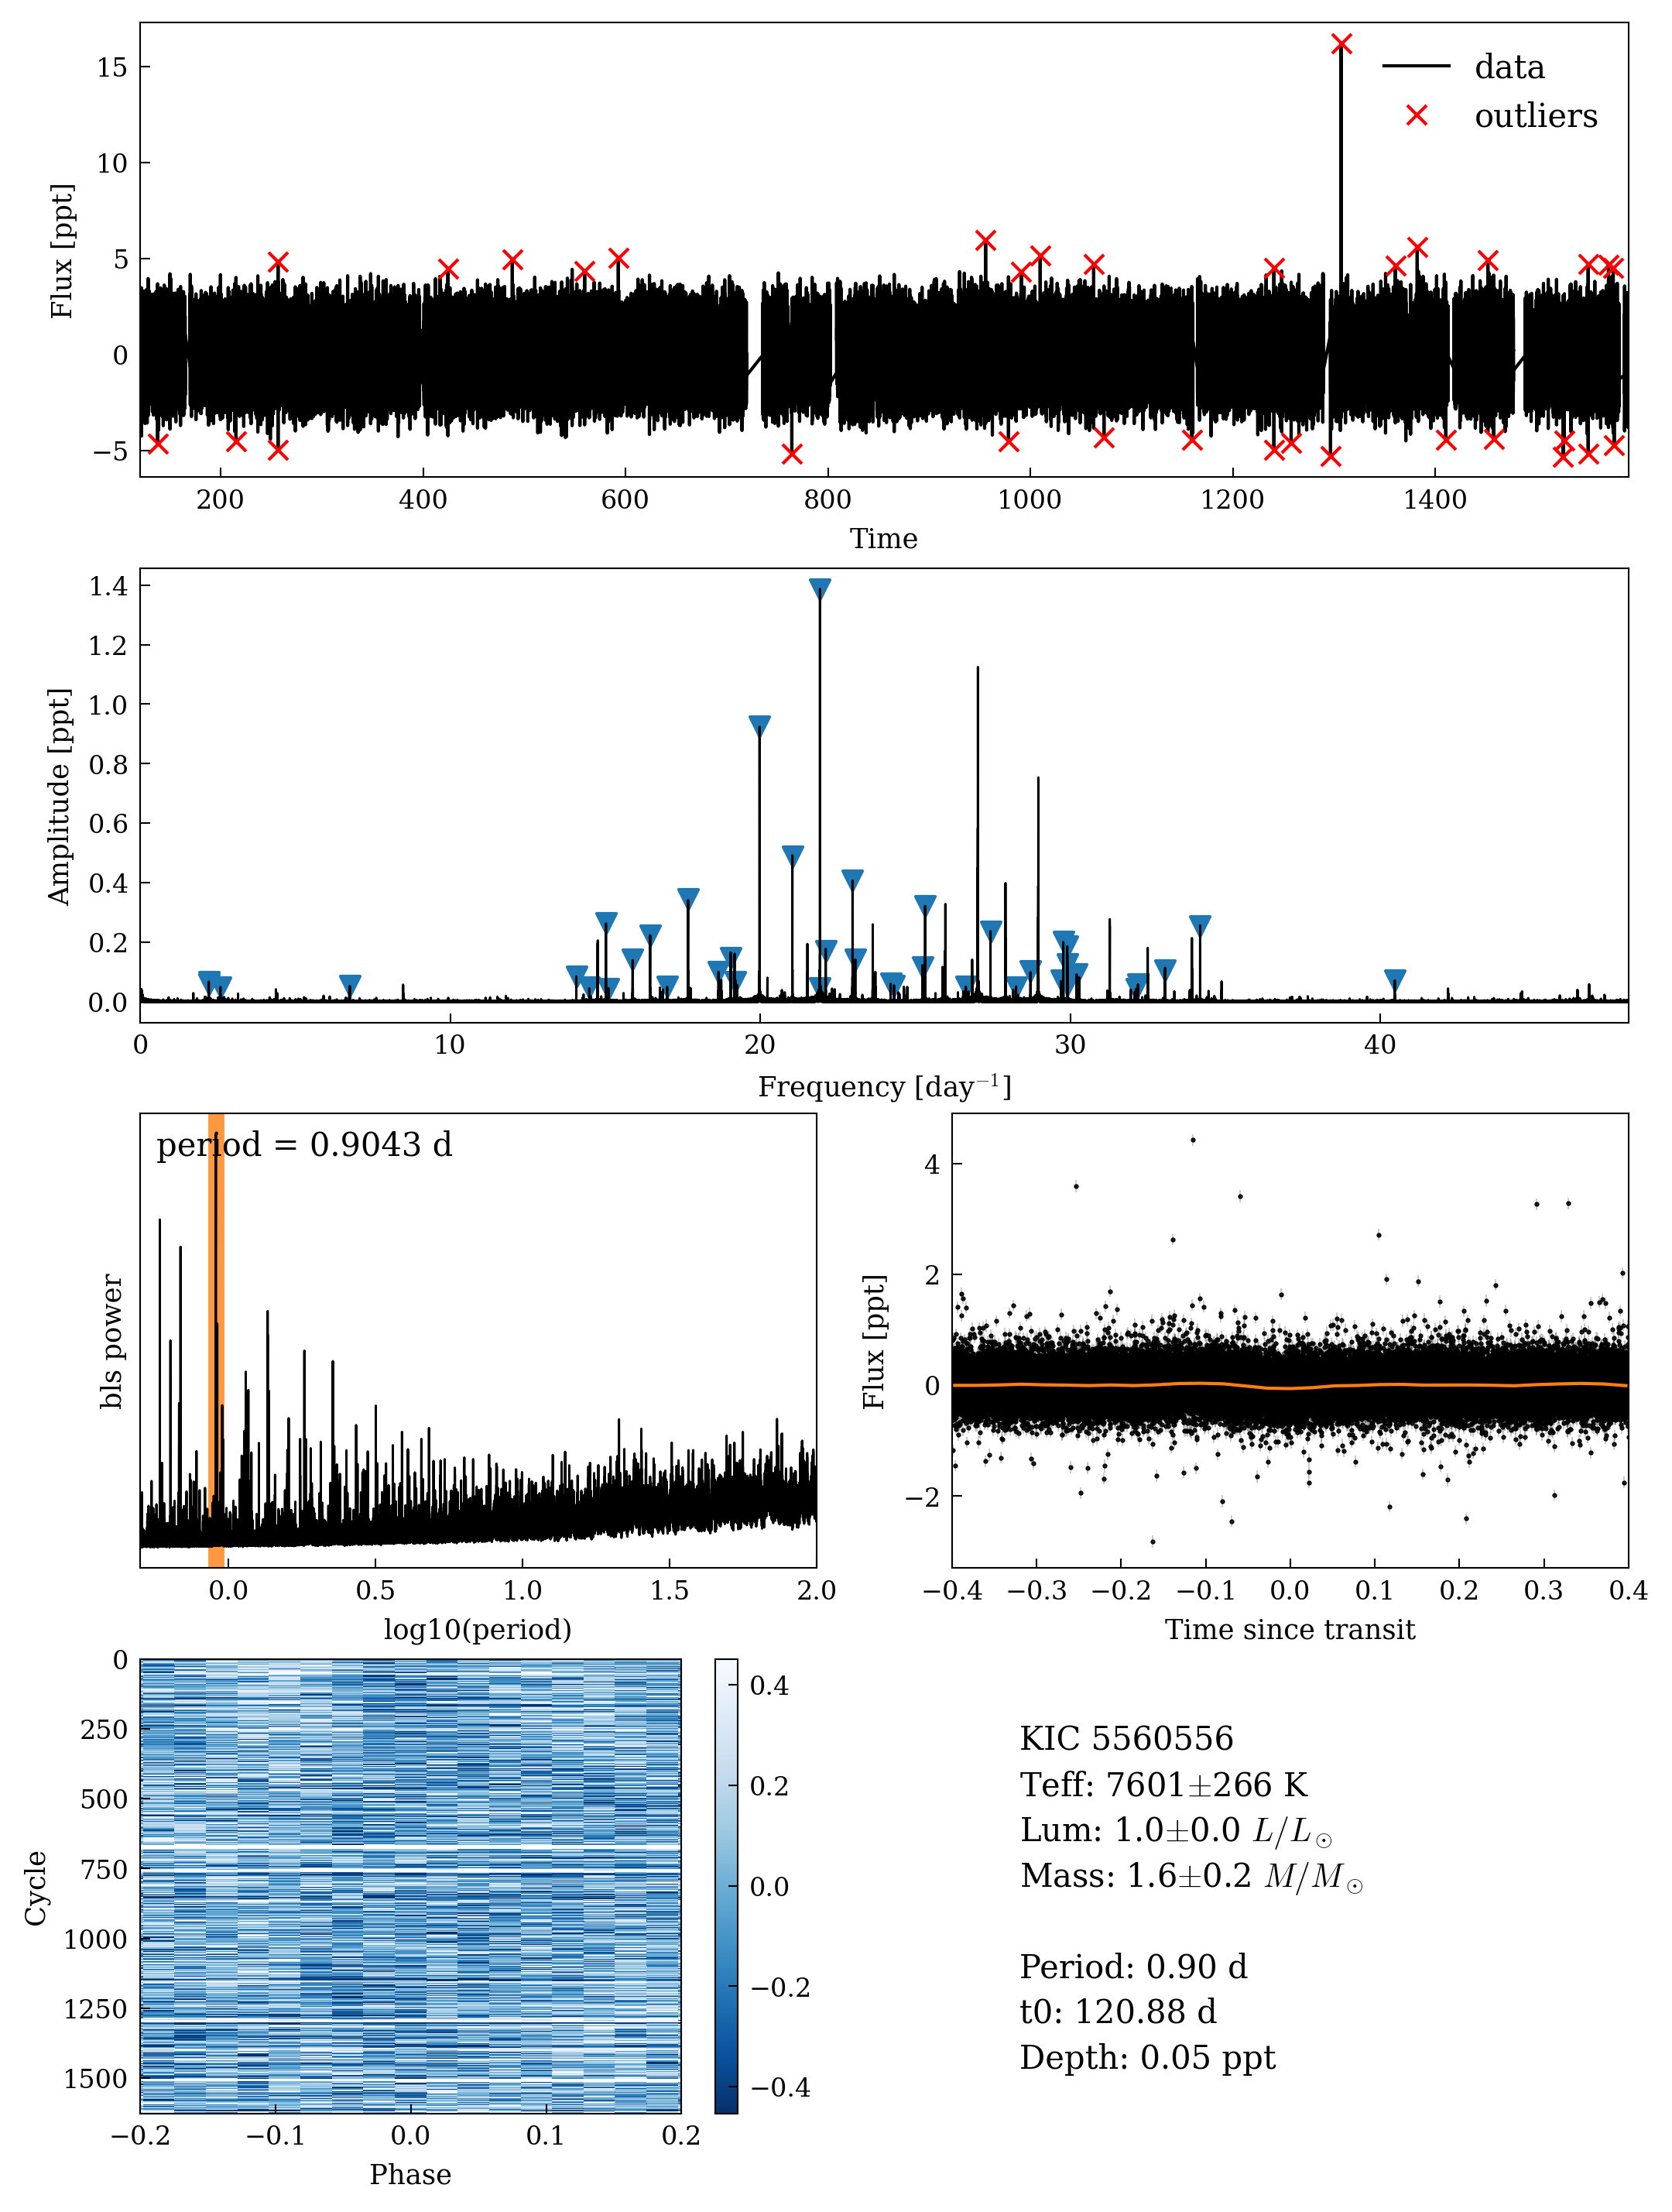 data
outliers
15
10
5
0
−5
Flux [ppt]
200 400 600 800 1000 1200 1400
Time
1.4
1.2
1.0
0.8
0.6
0.4
0.2
0.0
Amplitude [ppt]
0 10 20 30 40
Frequency [day⁻¹]
period = 0.9043 d
bls power
0.0 0.5 1.0 1.5 2.0
log10(period)
4
2
0
−2
Flux [ppt]
−0.4 −0.3 −0.2 −0.1 0.0 0.1 0.2 0.3 0.4
Time since transit
0
250
500
750
1000
1250
1500
Cycle
−0.2 −0.1 0.0 0.1 0.2
Phase
0.4
0.2
0.0
−0.2
−0.4
KIC 5560556
Teff: 7601±266 K
Lum: 1.0±0.0 L/L☉
Mass: 1.6±0.2 M/M☉
Period: 0.90 d
t0: 120.88 d
Depth: 0.05 ppt